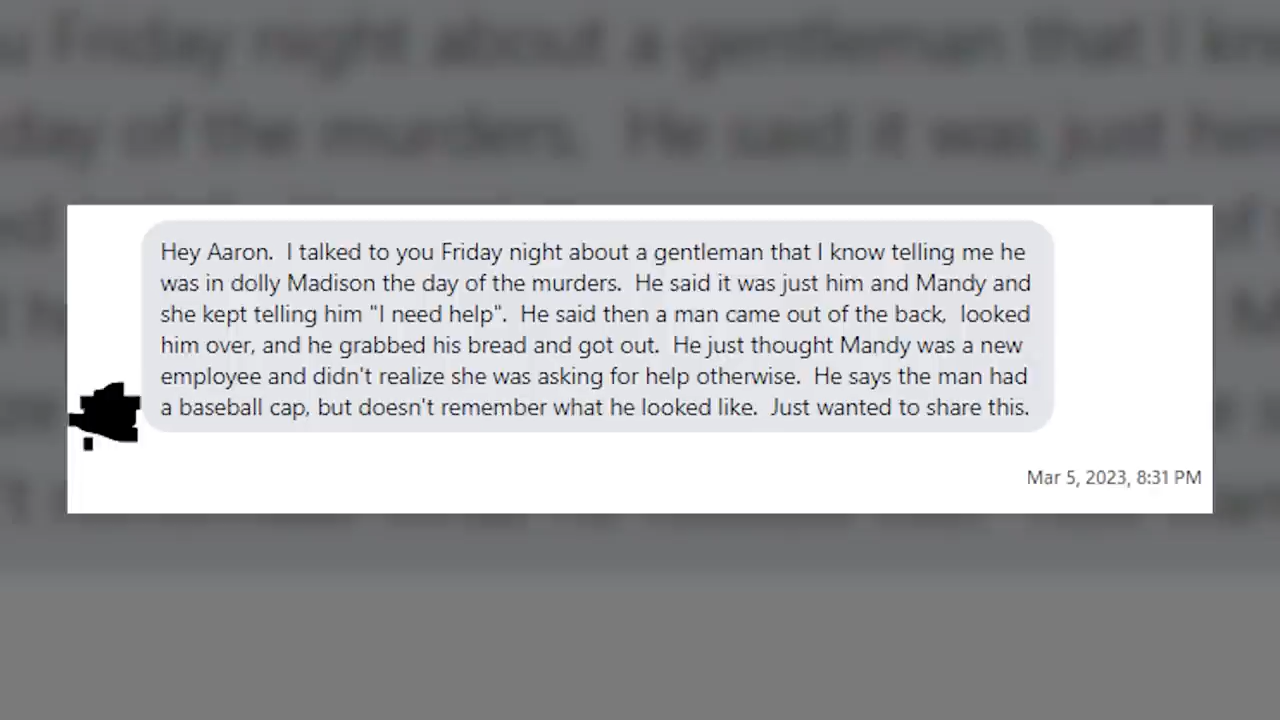 Hey Aaron.  I talked to you Friday night about a gentleman that I know telling me he
was in dolly Madison the day of the murders.  He said it was just him and Mandy and
she kept telling him "I need help".  He said then a man came out of the back,  looked
him over, and he grabbed his bread and got out.  He just thought Mandy was a new
employee and didn't realize she was asking for help otherwise.  He says the man had
a baseball cap, but doesn't remember what he looked like.  Just wanted to share this.
Mar 5, 2023, 8:31 PM